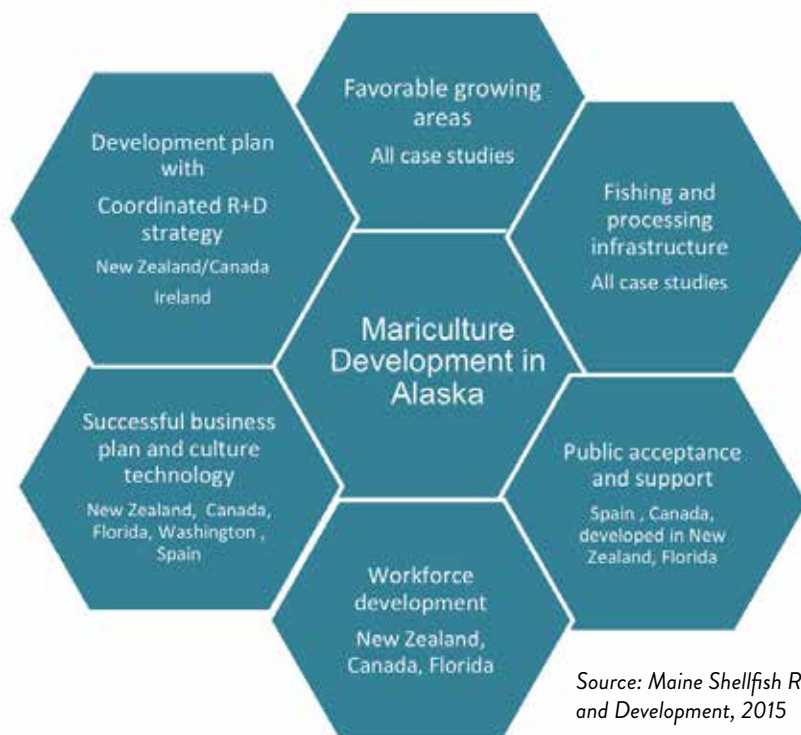 Favorable growing
areas
All case studies
Development plan
with
Coordinated R+D
strategy
New Zealand/Canada
Ireland
Fishing and
processing
infrastructure
All case studies
Mariculture
Development in
Alaska
Successful business
plan and culture
technology
New Zealand, Canada,
Florida, Washington ,
Spain
Public acceptance
and support
Spain , Canada,
developed in New
Zealand, Florida
Workforce
development
New Zealand,
Canada, Florida
Source: Maine Shellfish R
and Development, 2015